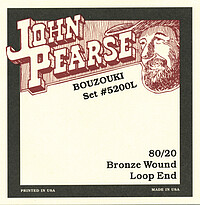 JOHN
PEARSE
BOUZOUKI
Set #5200L
80/20
Bronze Wound
Loop End
PRINTED IN USA
MADE IN USA